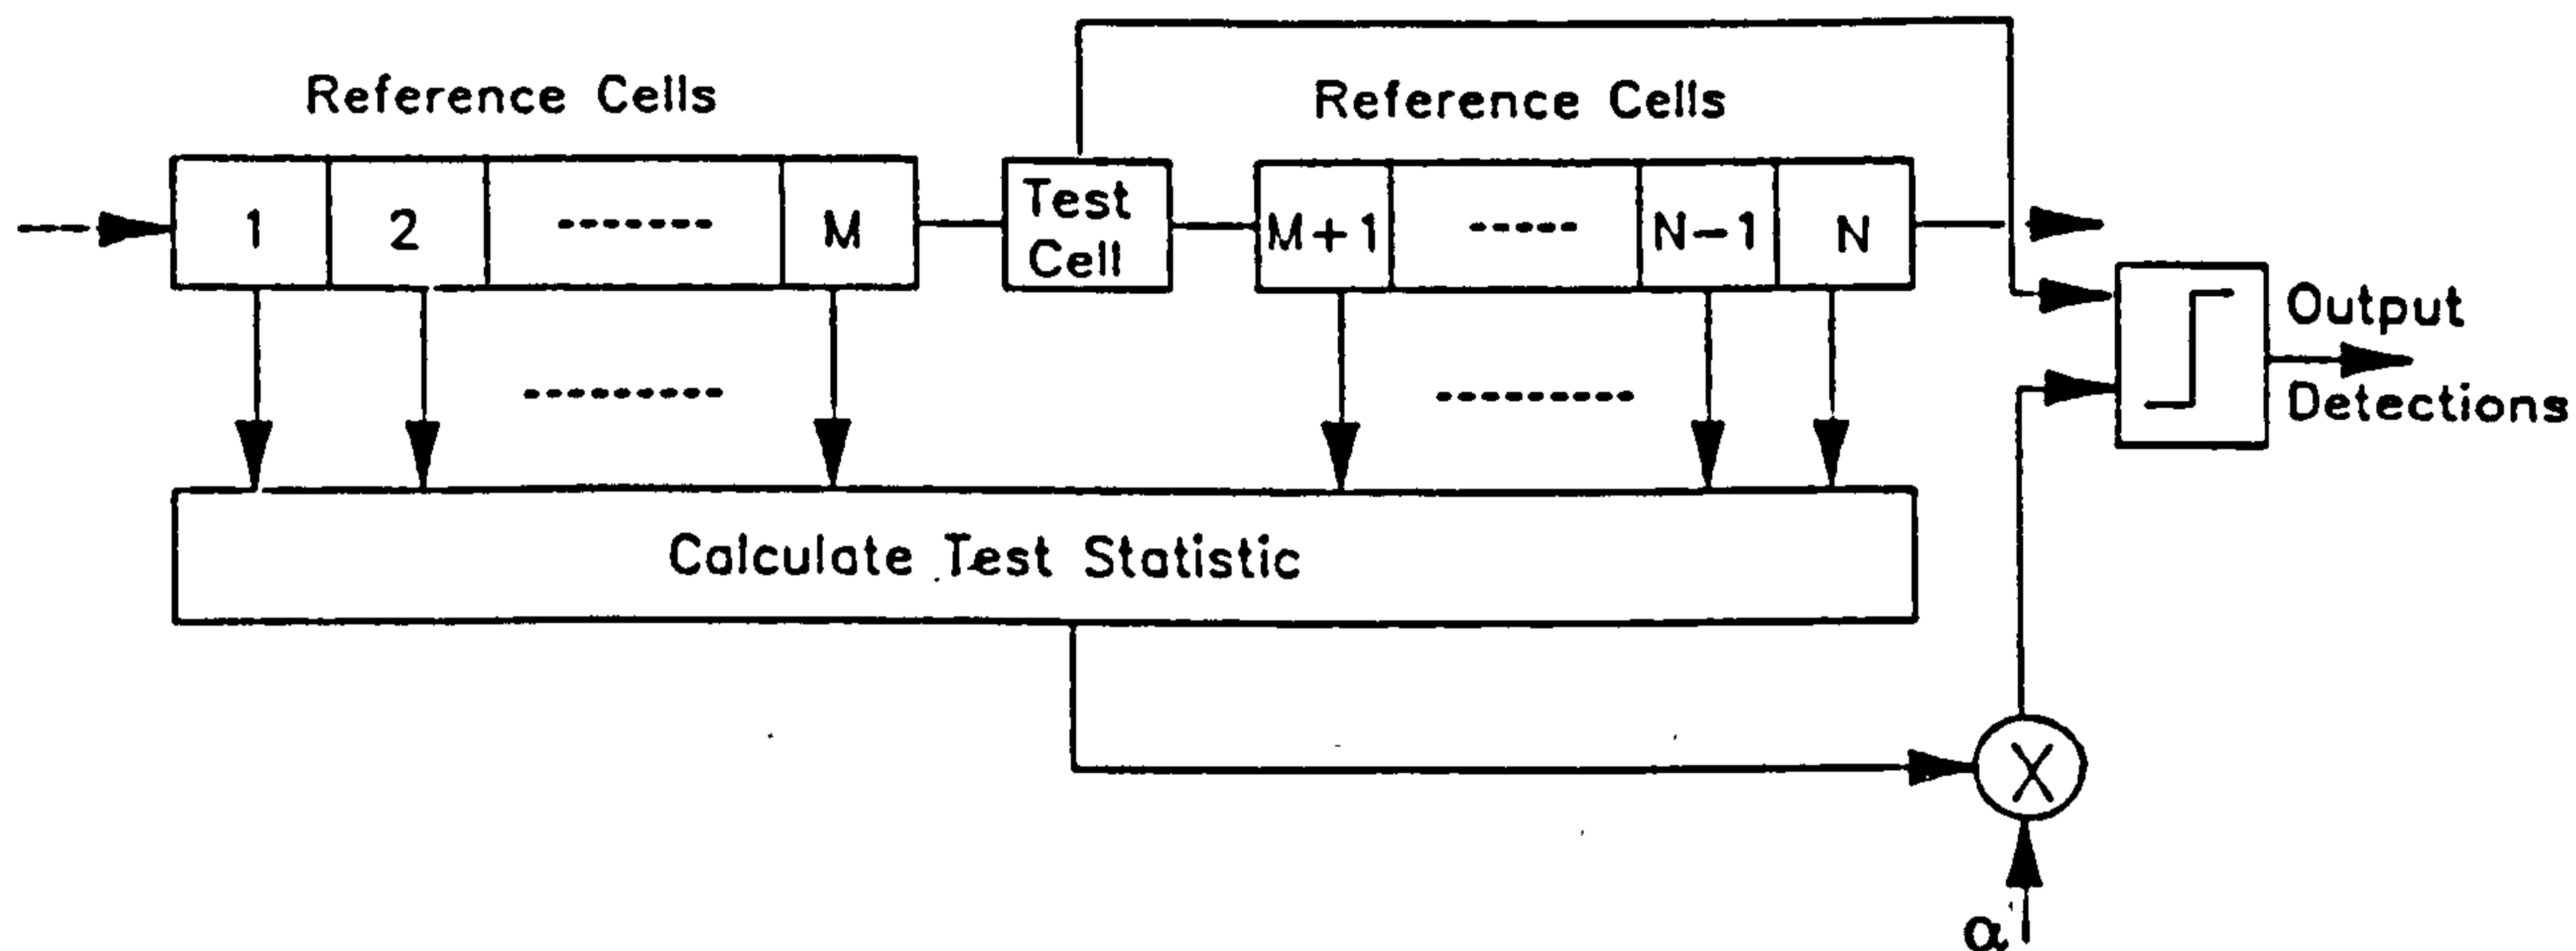 Reference Cells
Reference Cells
1 2 ------- M
Test
Cell
M+1 ----- N-1 N
Output
Detections
Calculate Test Statistic
X
α